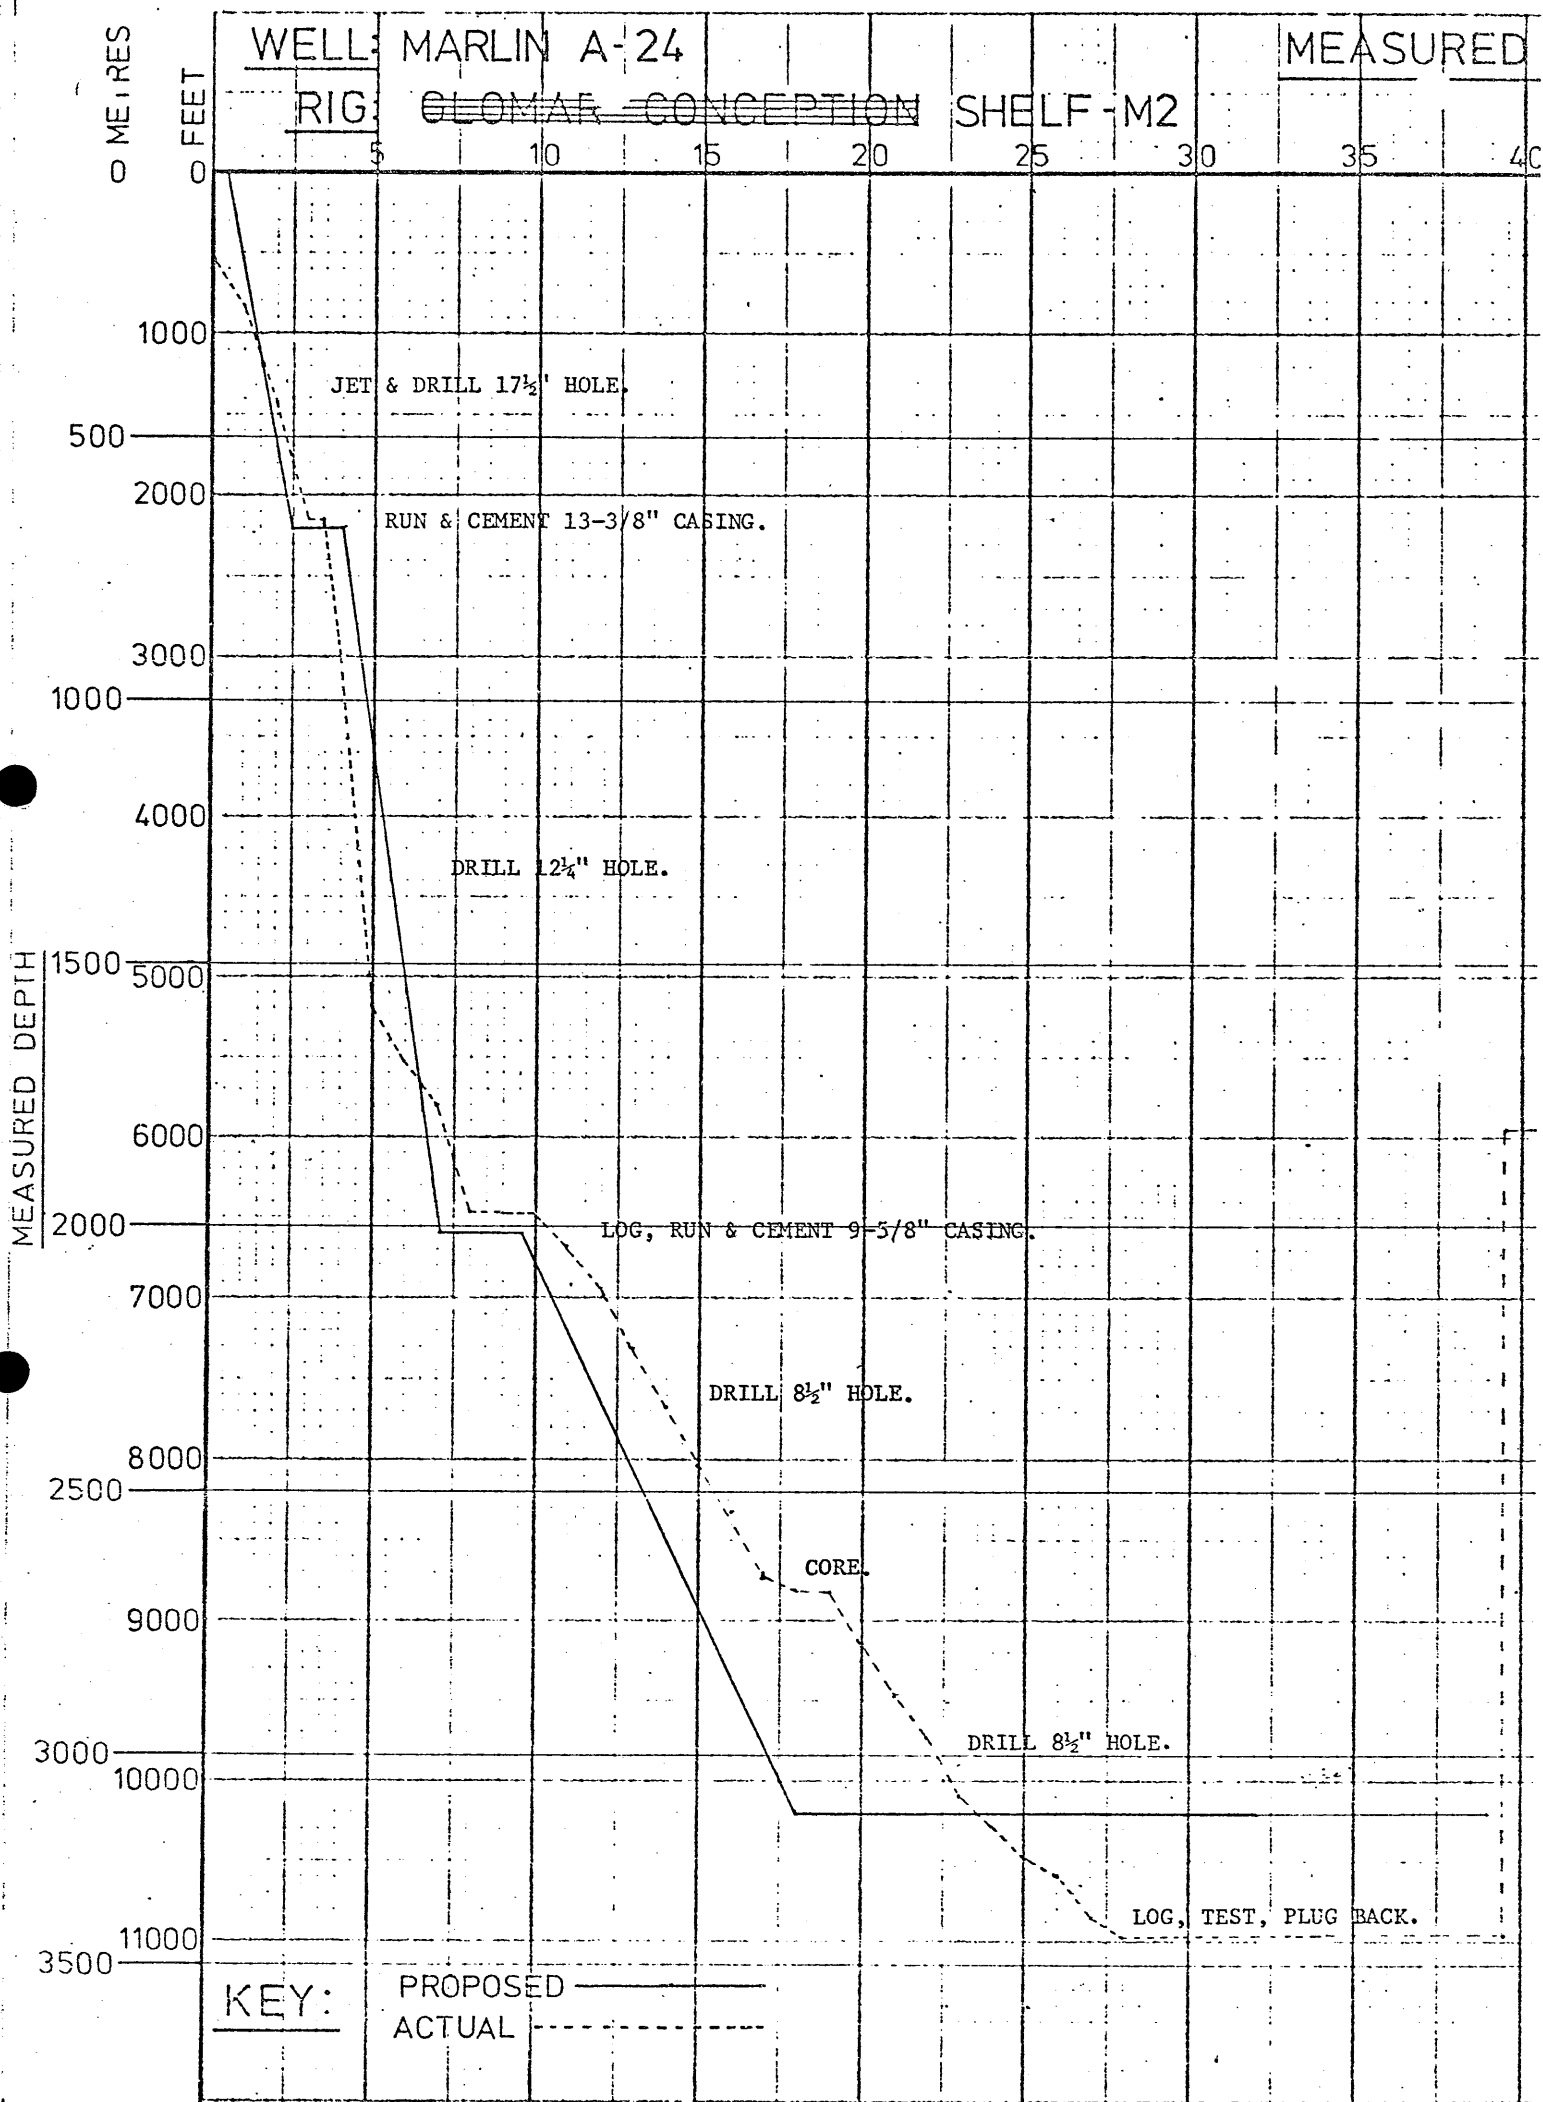 WELL: MARLIN A-24
MEASURED
RIG: GLOMAR CONCEPTION SHELF-M2
METRES
FEET
5 10 15 20 25 30 35 40
0 0
1000
JET & DRILL 17½" HOLE.
500
2000
RUN & CEMENT 13-3/8" CASING.
3000
1000
4000
DRILL 12¼" HOLE.
1500
5000
MEASURED DEPTH
6000
2000
LOG, RUN & CEMENT 9-5/8" CASING.
7000
DRILL 8½" HOLE.
8000
2500
CORE.
9000
3000
DRILL 8½" HOLE.
10000
LOG, TEST, PLUG BACK.
11000
3500
KEY: PROPOSED
ACTUAL